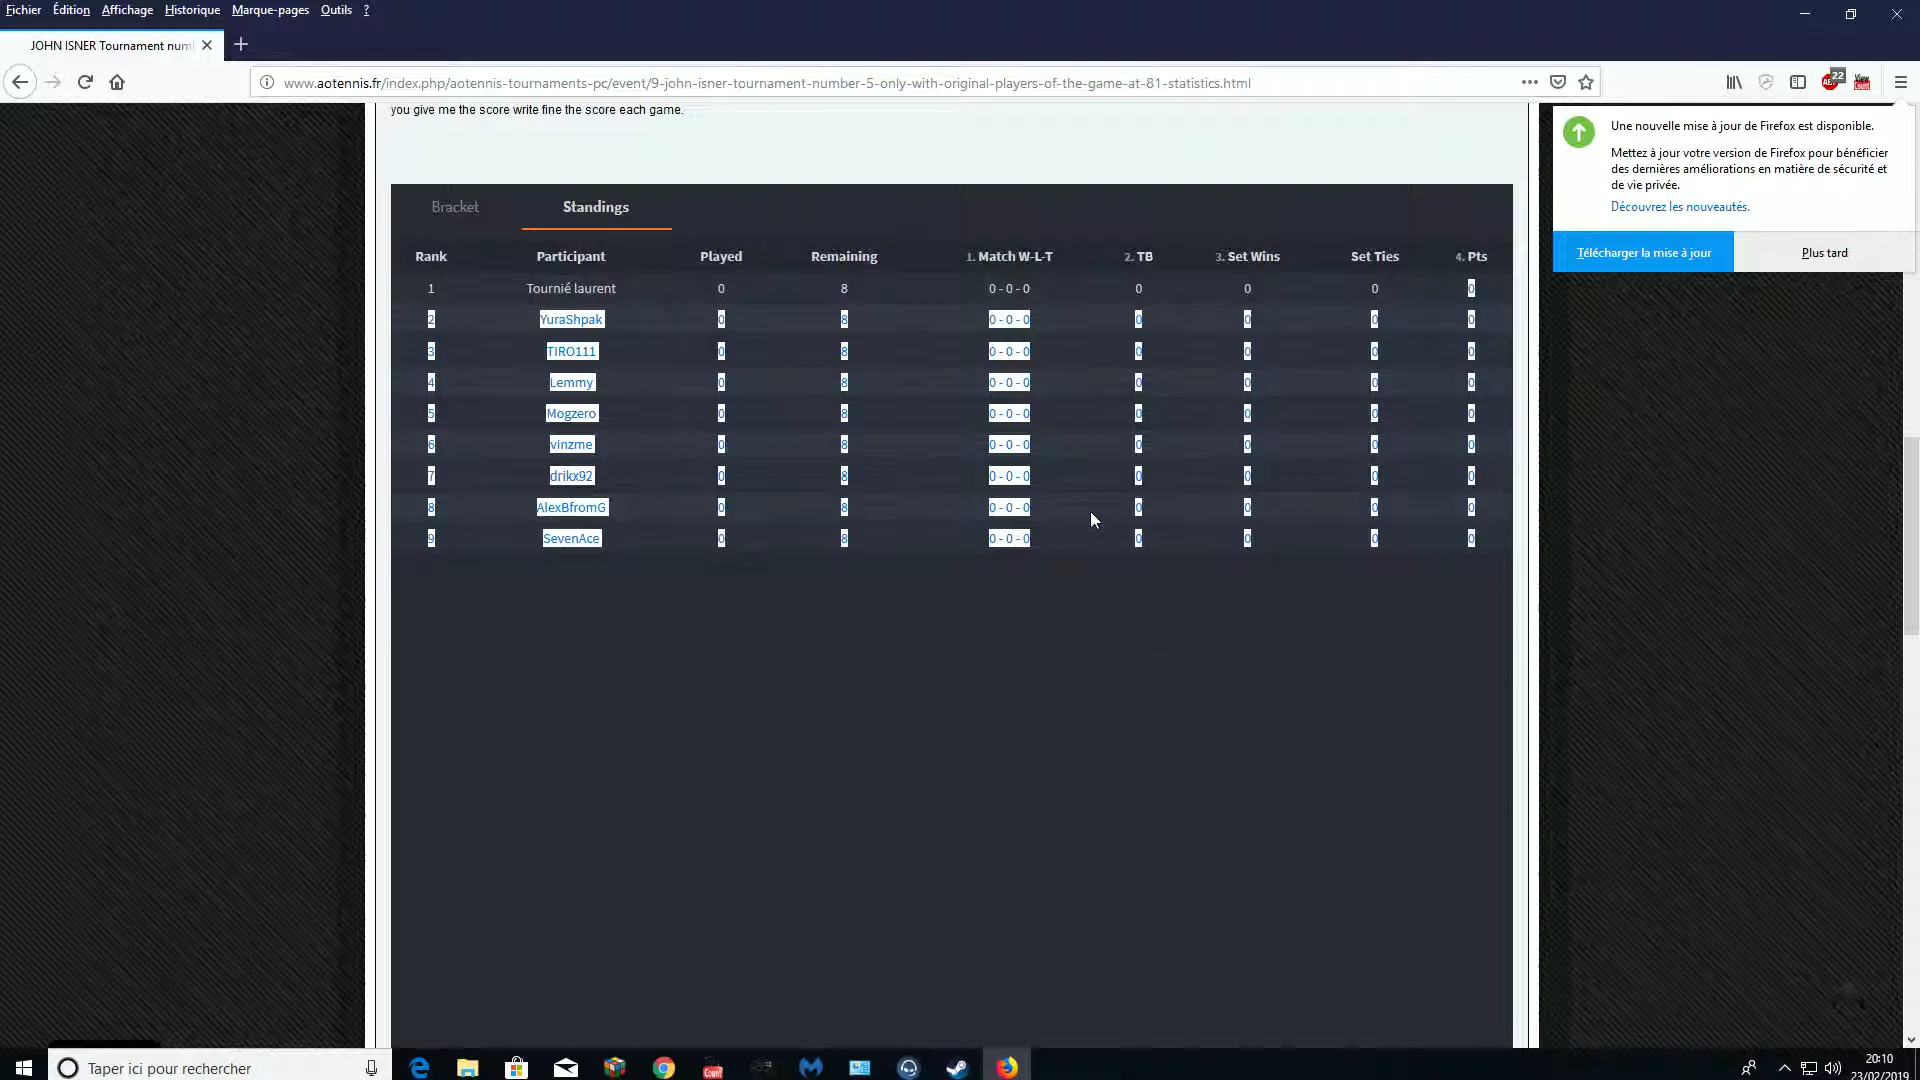 Fichier Édition Affichage Historique Marque-pages Outils ?
JOHN ISNER Tournament num
www.aotennis.fr/index.php/aotennis-tournaments-pc/event/9-john-isner-tournament-number-5-only-with-original-players-of-the-game-at-81-statistics.html
22
you give me the score write fine the score each game.
Une nouvelle mise à jour de Firefox est disponible.
Mettez à jour votre version de Firefox pour bénéficier
des dernières améliorations en matière de sécurité et
de vie privée.
Découvrez les nouveautés.
Télécharger la mise à jour Plus tard
Bracket Standings
Rank Participant Played Remaining 1. Match W-L-T 2. TB 3. Set Wins Set Ties 4. Pts
1 Tournié laurent 0 8 0 - 0 - 0 0 0 0 0
2 YuraShpak 0 8 0 - 0 - 0 0 0 0 0
3 TIRO111 0 8 0 - 0 - 0 0 0 0 0
4 Lemmy 0 8 0 - 0 - 0 0 0 0 0
5 Mogzero 0 8 0 - 0 - 0 0 0 0 0
6 vinzme 0 8 0 - 0 - 0 0 0 0 0
7 drikx92 0 8 0 - 0 - 0 0 0 0 0
8 AlexBfromG 0 8 0 - 0 - 0 0 0 0 0
9 SevenAce 0 8 0 - 0 - 0 0 0 0 0
Taper ici pour rechercher
20:10
23/02/2019